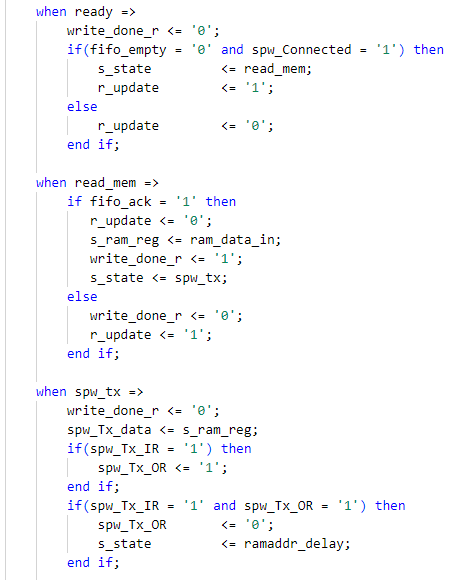 when ready =>
write_done_r <= '0';
if(fifo_empty = '0' and spw_Connected = '1') then
s_state <= read_mem;
r_update <= '1';
else
r_update <= '0';
end if;
when read_mem =>
if fifo_ack = '1' then
r_update <= '0';
s_ram_reg <= ram_data_in;
write_done_r <= '1';
s_state <= spw_tx;
else
write_done_r <= '0';
r_update <= '1';
end if;
when spw_tx =>
write_done_r <= '0';
spw_Tx_data <= s_ram_reg;
if(spw_Tx_IR = '1') then
spw_Tx_OR <= '1';
end if;
if(spw_Tx_IR = '1' and spw_Tx_OR = '1') then
spw_Tx_OR <= '0';
s_state <= ramaddr_delay;
end if;